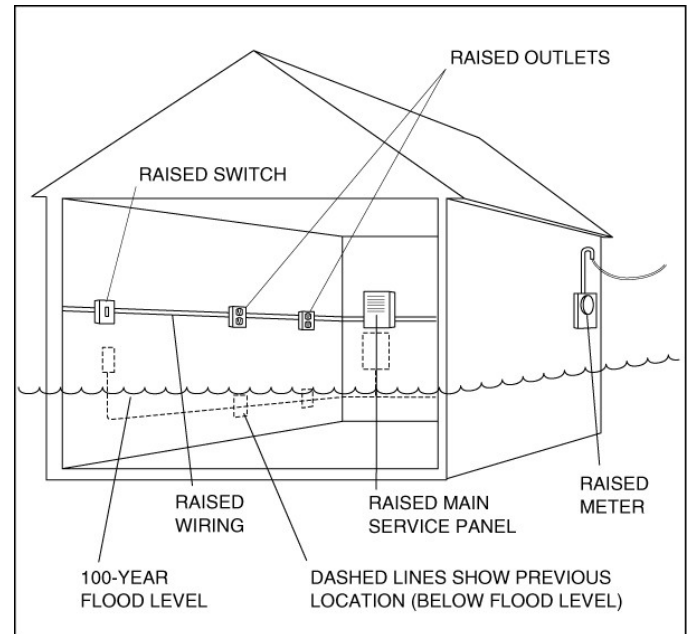 RAISED OUTLETS
RAISED SWITCH
RAISED
WIRING
RAISED MAIN
SERVICE PANEL
RAISED
METER
100-YEAR
FLOOD LEVEL
DASHED LINES SHOW PREVIOUS
LOCATION (BELOW FLOOD LEVEL)